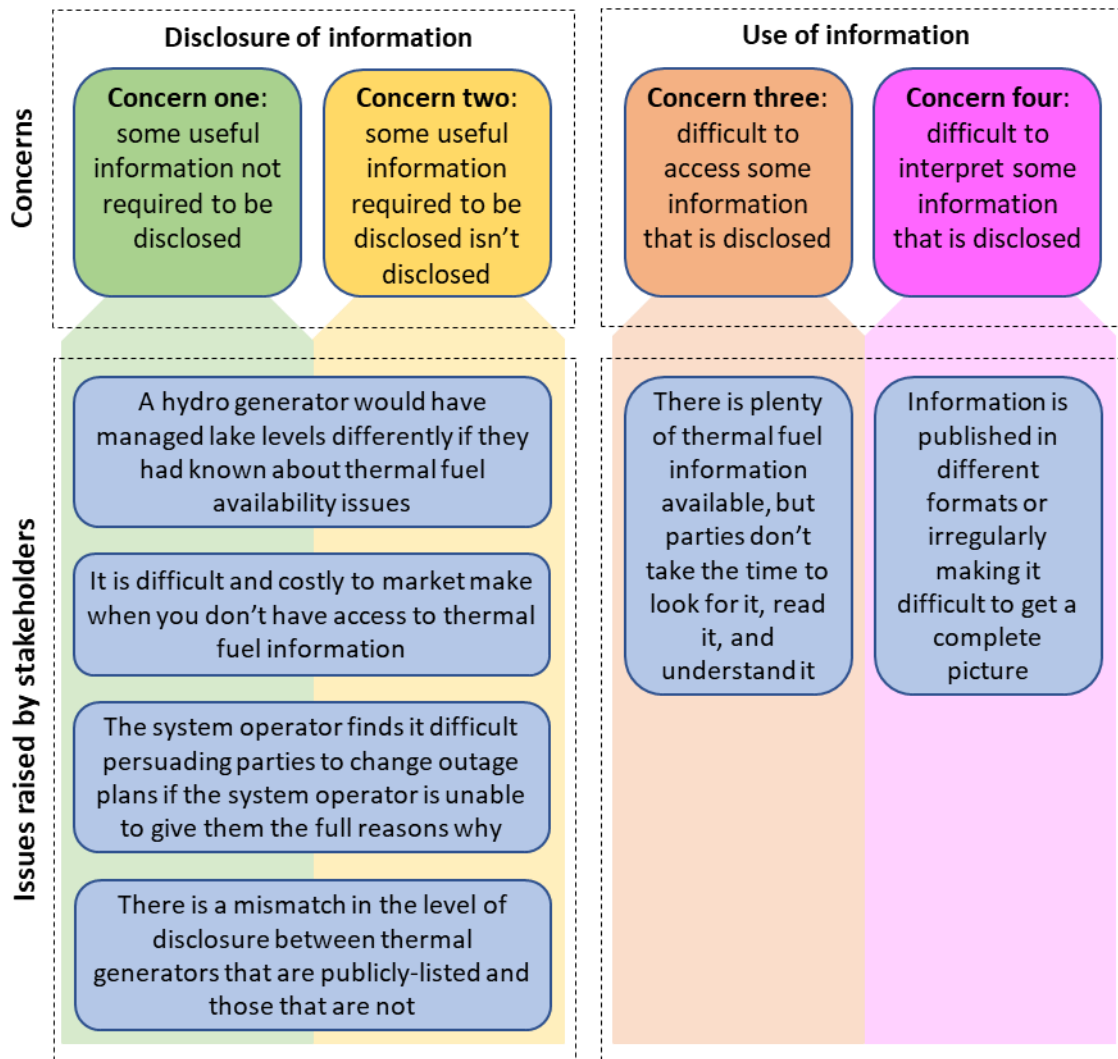 Disclosure of information
Use of information
Concerns
Concern one:
some useful
information not
required to be
disclosed
Concern two:
some useful
information
required to be
disclosed isn’t
disclosed
Concern three:
difficult to
access some
information
that is disclosed
Concern four:
difficult to
interpret some
information
that is disclosed
Issues raised by stakeholders
A hydro generator would have
managed lake levels differently if they
had known about thermal fuel
availability issues
It is difficult and costly to market make
when you don’t have access to thermal
fuel information
The system operator finds it difficult
persuading parties to change outage
plans if the system operator is unable
to give them the full reasons why
There is a mismatch in the level of
disclosure between thermal
generators that are publicly-listed and
those that are not
There is plenty
of thermal fuel
information
available, but
parties don’t
take the time to
look for it, read
it, and
understand it
Information is
published in
different
formats or
irregularly
making it
difficult to get a
complete
picture